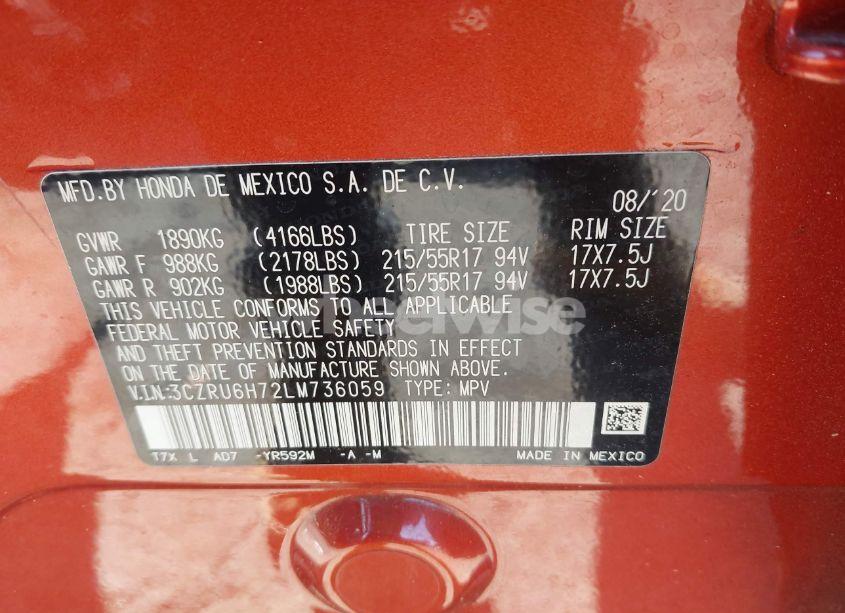 MFD.BY HONDA DE MEXICO S.A. DE C.V.
08/'20
GVWR 1890KG (4166LBS) TIRE SIZE RIM SIZE
GAWR F 988KG (2178LBS) 215/55R17 94V 17X7.5J
GAWR R 902KG (1988LBS) 215/55R17 94V 17X7.5J
THIS VEHICLE CONFORMS TO ALL APPLICABLE
FEDERAL MOTOR VEHICLE SAFETY
AND THEFT PREVENTION STANDARDS IN EFFECT
ON THE DATE OF MANUFACTURE SHOWN ABOVE.
V.I.N:3CZRU6H72LM736059 TYPE: MPV
T7X L AD7 -YR592M -A -M MADE IN MEXICO